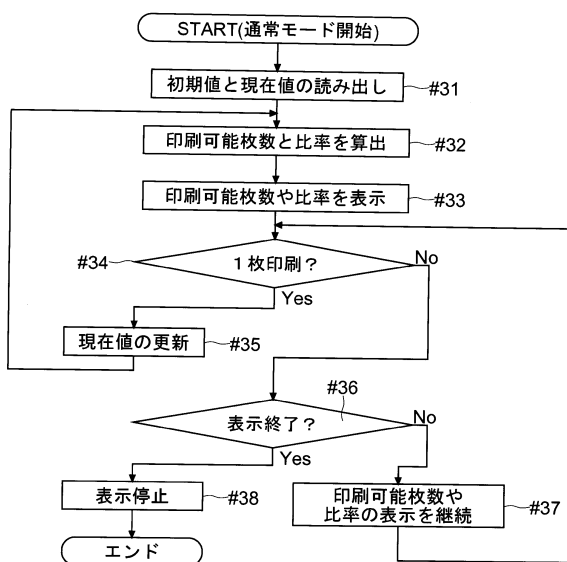 START(通常モード開始)
初期値と現在値の読み出し
#31
印刷可能枚数と比率を算出
#32
印刷可能枚数や比率を表示
#33
#34
1枚印刷？
No
Yes
現在値の更新
#35
#36
表示終了？
No
Yes
表示停止
#38
印刷可能枚数や
比率の表示を継続
#37
エンド